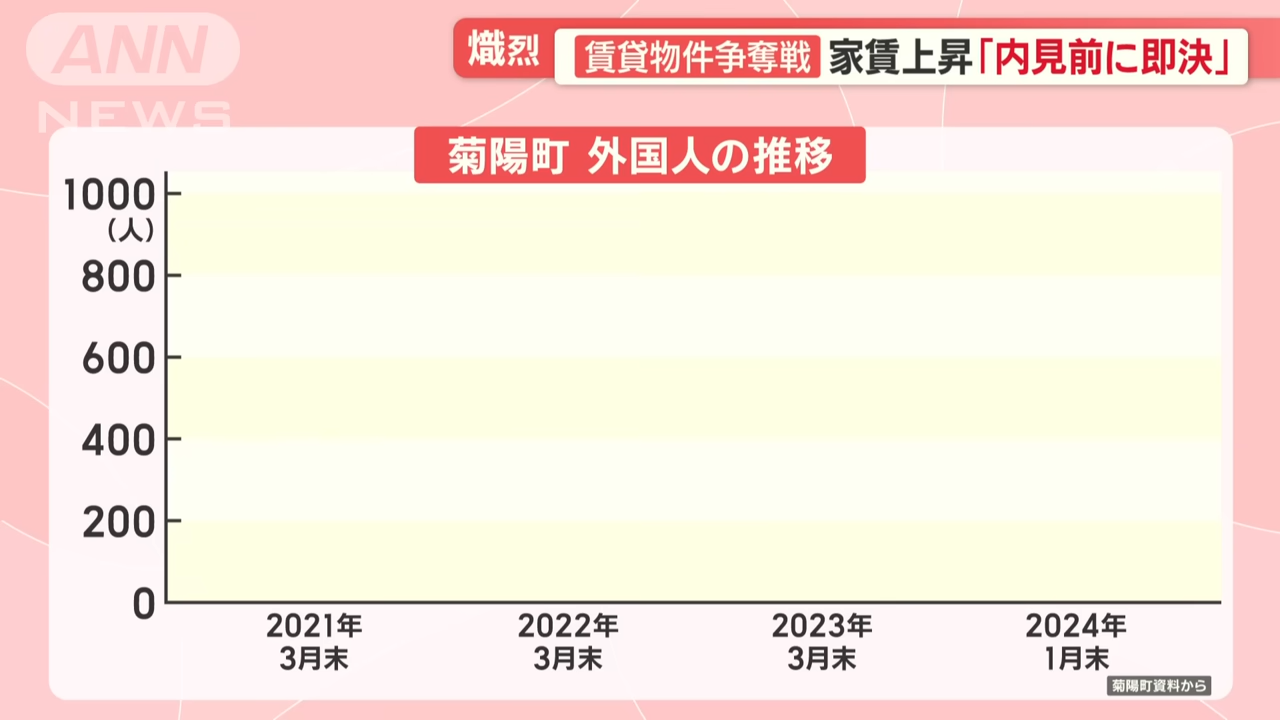 ANN
NEWS
熾烈 賃貸物件争奪戦 家賃上昇「内見前に即決」
菊陽町 外国人の推移
1000
(人)
800
600
400
200
0
2021年 2022年 2023年 2024年
3月末 3月末 3月末 1月末
菊陽町資料から